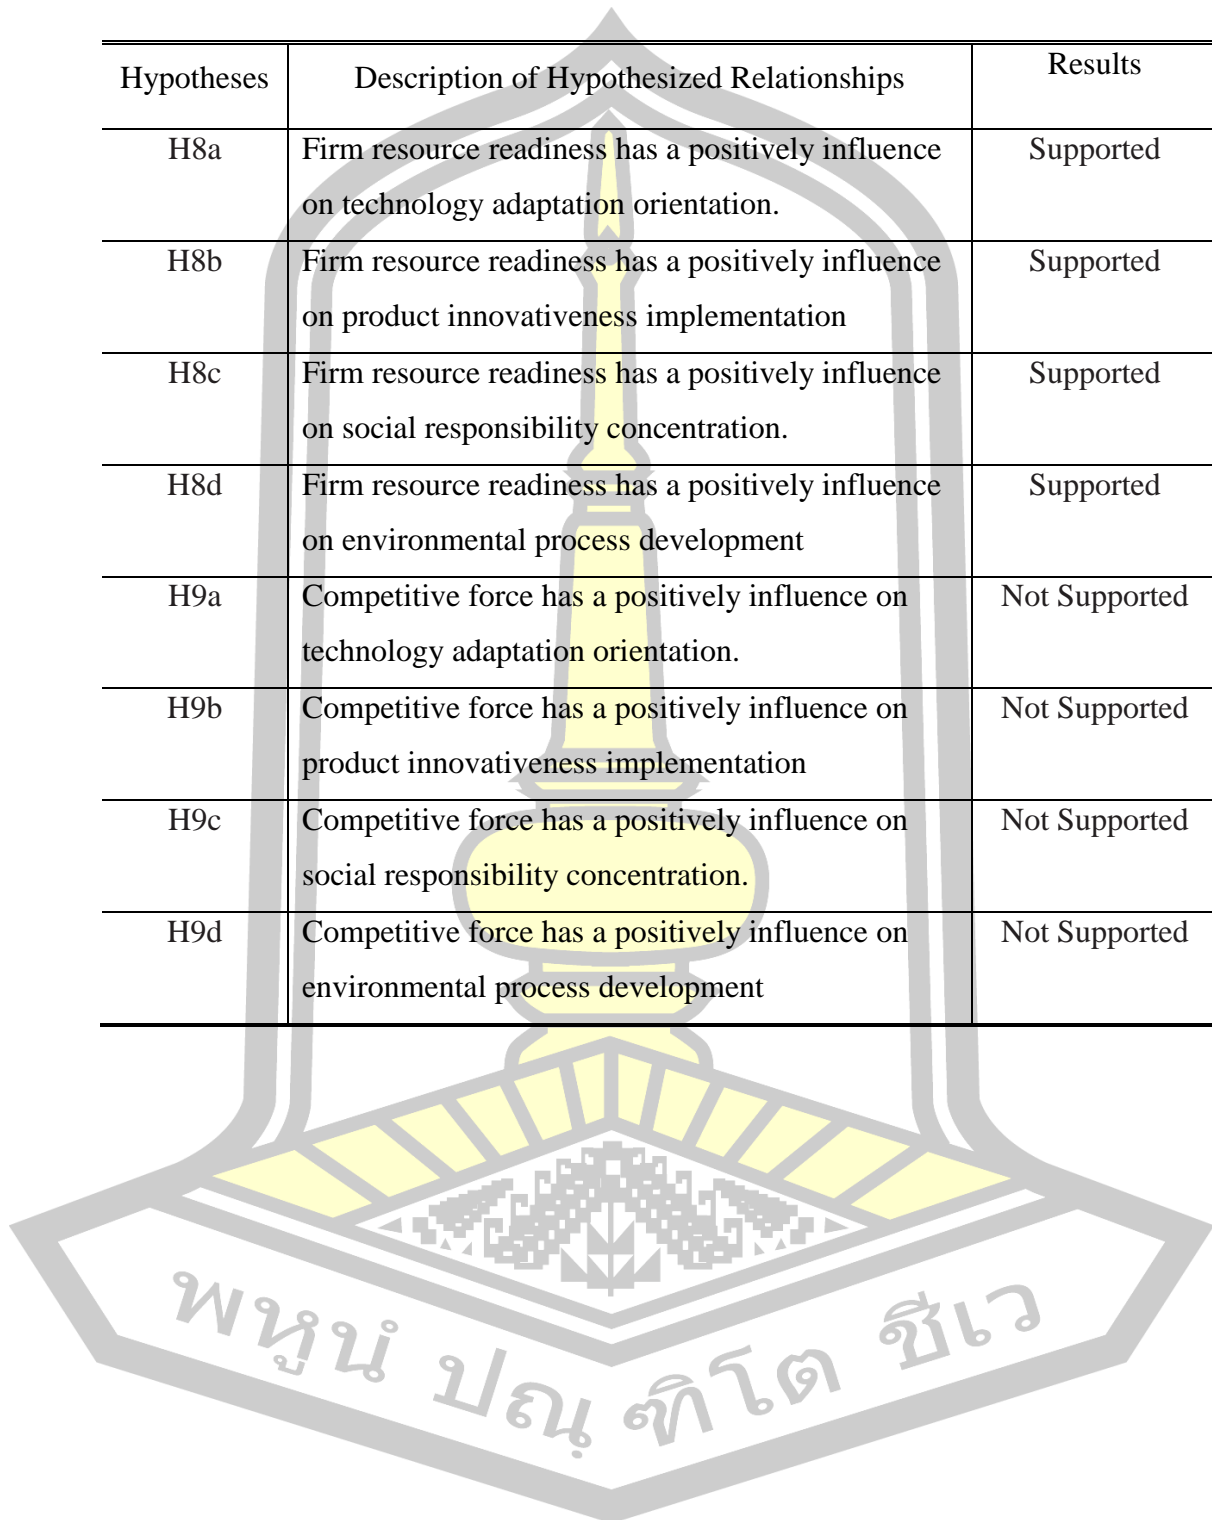 Hypotheses Description of Hypothesized Relationships Results
H8a Firm resource readiness has a positively influence Supported
on technology adaptation orientation.
H8b Firm resource readiness has a positively influence Supported
on product innovativeness implementation
H8c Firm resource readiness has a positively influence Supported
on social responsibility concentration.
H8d Firm resource readiness has a positively influence Supported
on environmental process development
H9a Competitive force has a positively influence on Not Supported
technology adaptation orientation.
H9b Competitive force has a positively influence on Not Supported
product innovativeness implementation
H9c Competitive force has a positively influence on Not Supported
social responsibility concentration.
H9d Competitive force has a positively influence on Not Supported
environmental process development
พหูนํ ปณฺฑิโต ชีเว